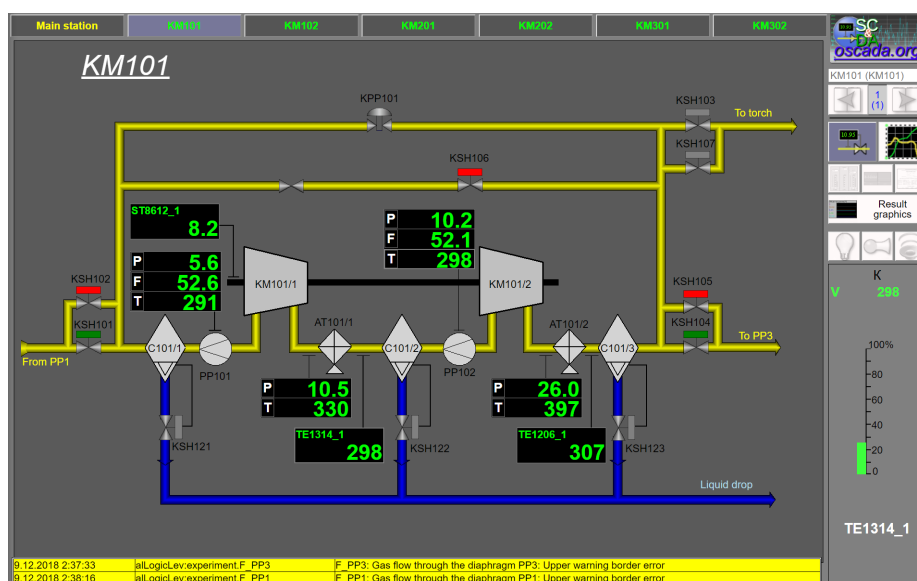 Main station KM101 KM102 KM201 KM202 KM301 KM302
SC
&
DA
oscada.org
KM101 (KM101)
1
(1)
KM101
KPP101
KSH103
To torch
KSH107
KSH106
10.95
Result
graphics
ST8612_1
8.2
P 5.6
F 52.6
T 291
P 10.2
F 52.1
T 298
KSH102
KSH101
KM101/1
KM101/2
KSH105
KSH104
From PP1
C101/1
PP101
AT101/1
C101/2
PP102
AT101/2
C101/3
To PP3
P 10.5
T 330
P 26.0
T 397
TE1314_1
298
TE1206_1
307
KSH121
KSH122
KSH123
Liquid drop
K
V 298
100%
80
60
40
20
0
TE1314_1
9.12.2018 2:37:33 alLogicLev:experiment.F_PP3 F_PP3: Gas flow through the diaphragm PP3: Upper warning border error
9.12.2018 2:38:16 alLogicLev:experiment.F_PP1 F_PP1: Gas flow through the diaphragm PP1: Upper warning border error